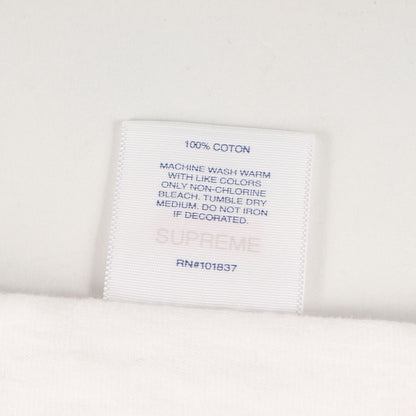 100% COTON
MACHINE WASH WARM
WITH LIKE COLORS
ONLY NON-CHLORINE
BLEACH. TUMBLE DRY
MEDIUM. DO NOT IRON
IF DECORATED.
SUPREME
RN#101837